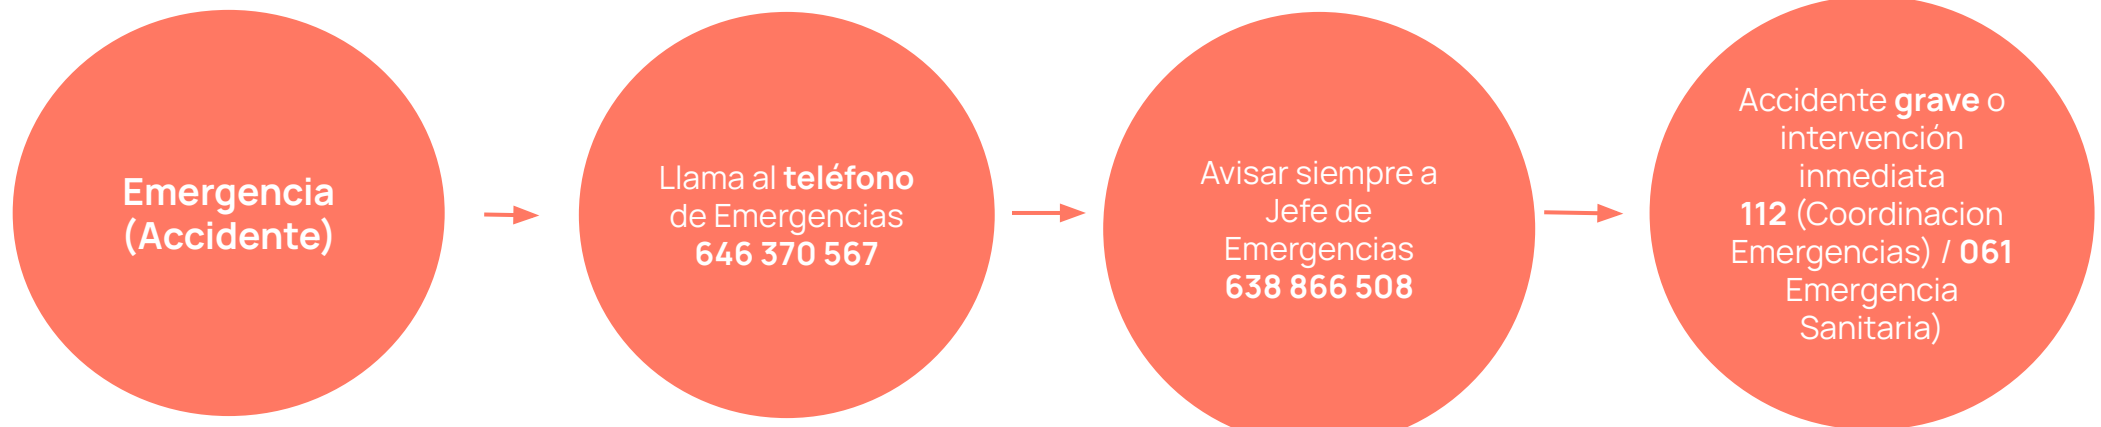 Emergencia
(Accidente)
Llama al teléfono
de Emergencias
646 370 567
Avisar siempre a
Jefe de
Emergencias
638 866 508
Accidente grave o
intervención
inmediata
112 (Coordinacion
Emergencias) / 061
Emergencia
Sanitaria)